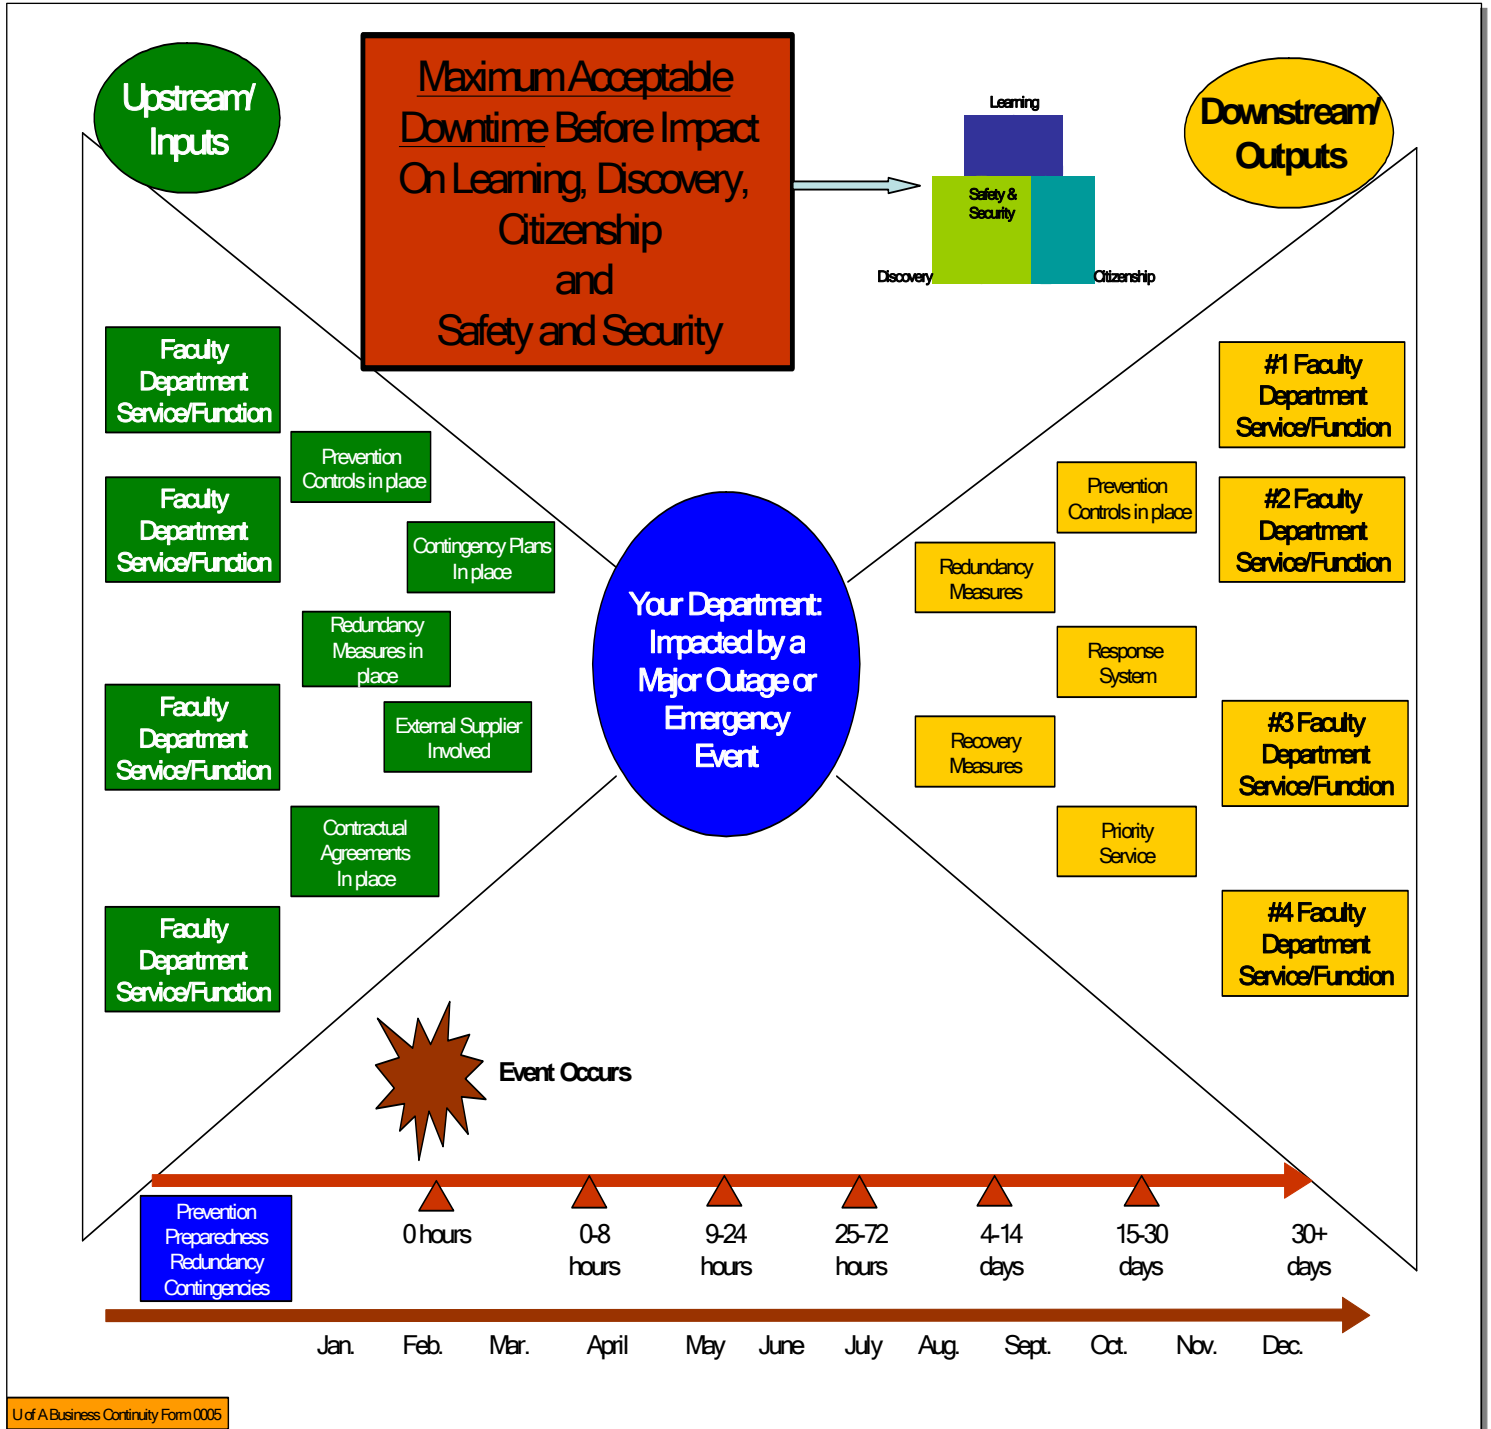 Upstream/
Inputs
Maximum Acceptable
Downtime Before Impact
On Learning, Discovery,
Citizenship
and
Safety and Security
Learning
Safety &
Security
Discovery
Citizenship
Downstream/
Outputs
Faculty
Department
Service/Function
Prevention
Controls in place
Faculty
Department
Service/Function
Contingency Plans
In place
Redundancy
Measures in
place
Faculty
Department
Service/Function
External Supplier
Involved
Contractual
Agreements
In place
Faculty
Department
Service/Function
Your Department:
Impacted by a
Major Outage or
Emergency
Event
#1 Faculty
Department
Service/Function
Prevention
Controls in place
#2 Faculty
Department
Service/Function
Redundancy
Measures
Response
System
Recovery
Measures
#3 Faculty
Department
Service/Function
Priority
Service
#4 Faculty
Department
Service/Function
Event Occurs
Prevention
Preparedness
Redundancy
Contingencies
0 hours
0-8
hours
9-24
hours
25-72
hours
4-14
days
15-30
days
30+
days
Jan. Feb. Mar. April May June July Aug. Sept. Oct. Nov. Dec.
U of A Business Continuity Form 0005